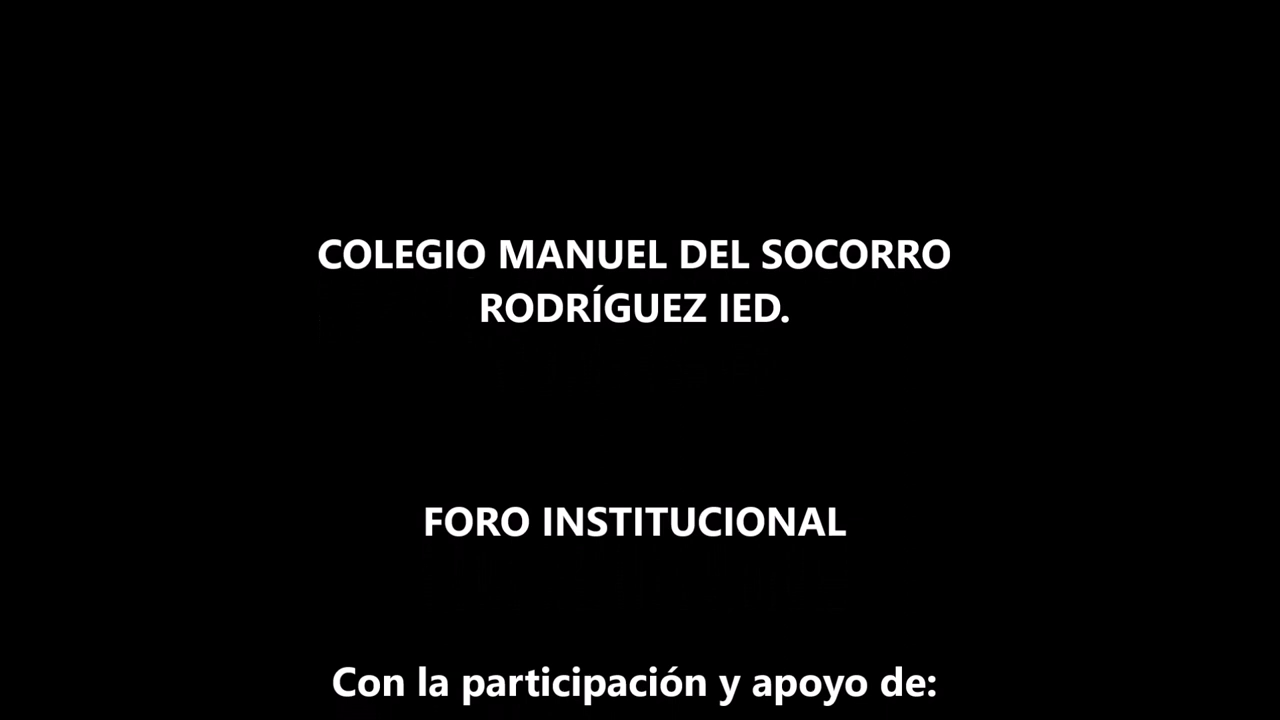 COLEGIO MANUEL DEL SOCORRO
RODRÍGUEZ IED.
FORO INSTITUCIONAL
Con la participación y apoyo de: